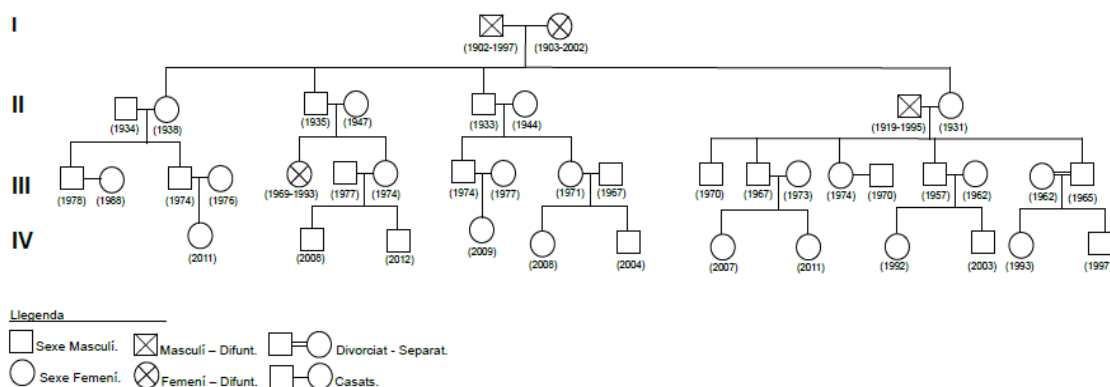 I
(1902-1997) (1903-2002)
II
(1934) (1938) (1935) (1947) (1933) (1944) (1919-1995) (1931)
III
(1978) (1988) (1974) (1976) (1969-1993) (1977) (1974) (1974) (1977) (1971) (1967) (1970) (1967) (1973) (1974) (1970) (1957) (1962) (1962) (1965)
IV
(2011) (2008) (2012) (2009) (2008) (2004) (2007) (2011) (1992) (2003) (1993) (1997)
Llegenda
Sexe Masculí. Masculí – Difunt. Divorciat - Separat.
Sexe Femení. Femení – Difunt. Casats.